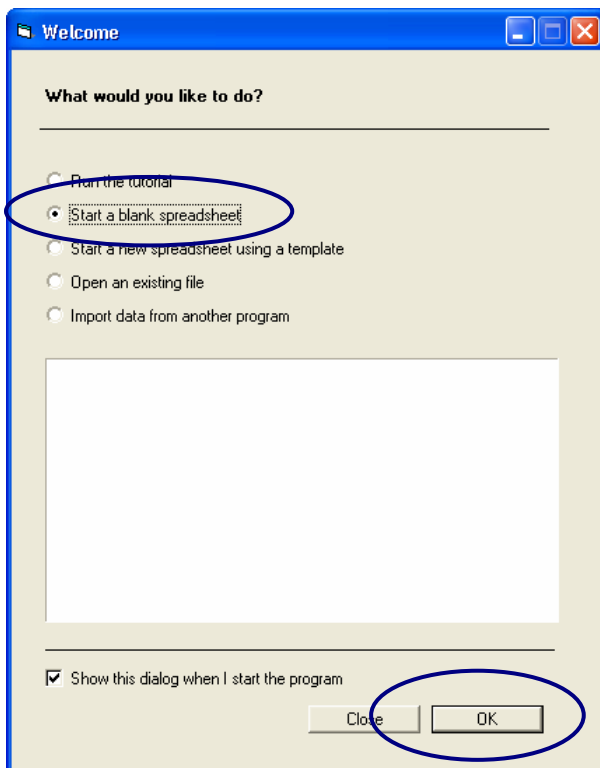 Welcome
What would you like to do?
Run the tutorial
Start a blank spreadsheet
Start a new spreadsheet using a template
Open an existing file
Import data from another program
Show this dialog when I start the program
Close OK